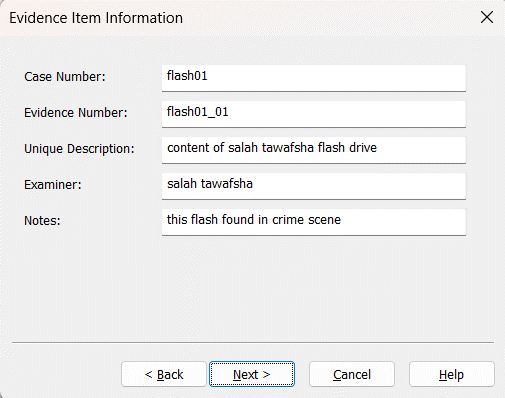 Evidence Item Information
Case Number: flash01
Evidence Number: flash01_01
Unique Description: content of salah tawafsha flash drive
Examiner: salah tawafsha
Notes: this flash found in crime scene
< Back Next > Cancel Help